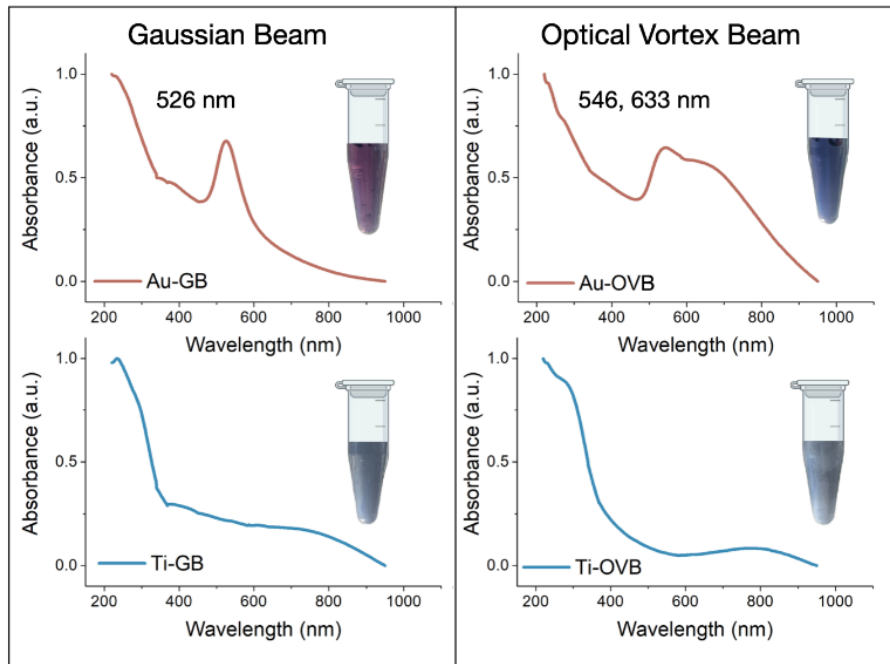 Gaussian Beam
Optical Vortex Beam
526 nm
546, 633 nm
Absorbance (a.u.)
1.0
0.5
0.0
Au-GB
200 400 600 800 1000
Wavelength (nm)
Absorbance (a.u.)
1.0
0.5
0.0
Au-OVB
200 400 600 800 1000
Wavelength (nm)
Absorbance (a.u.)
1.0
0.5
0.0
Ti-GB
200 400 600 800 1000
Wavelength (nm)
Absorbance (a.u.)
1.0
0.5
0.0
Ti-OVB
200 400 600 800 1000
Wavelength (nm)